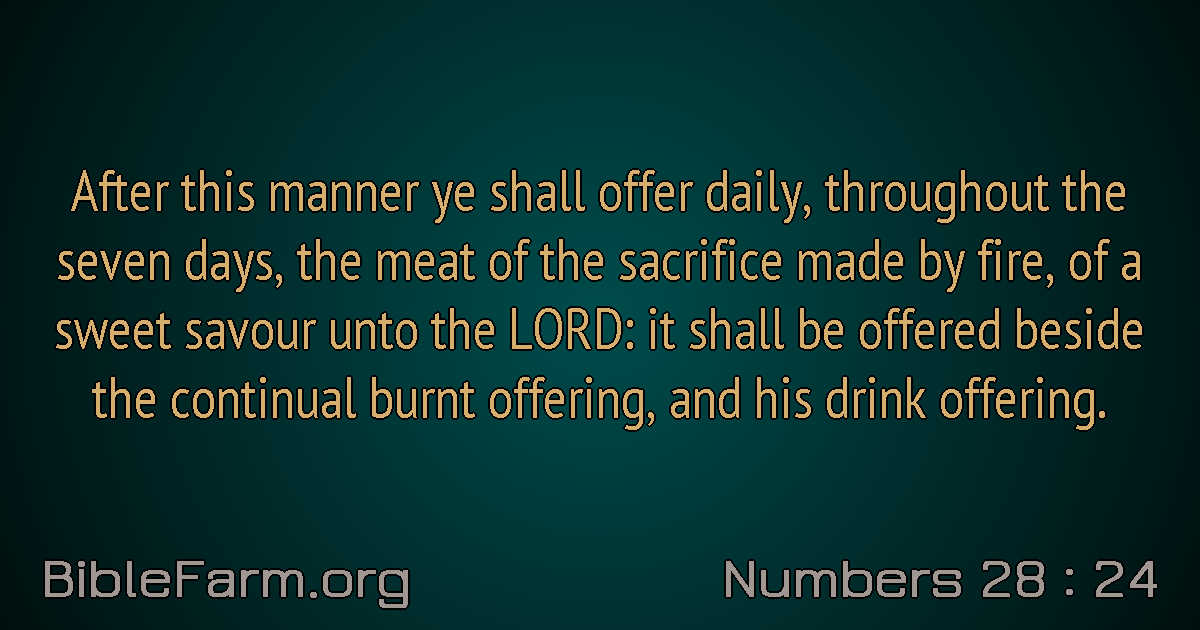 After this manner ye shall offer daily, throughout the
seven days, the meat of the sacrifice made by fire, of a
sweet savour unto the LORD: it shall be offered beside
the continual burnt offering, and his drink offering.
BibleFarm.org
Numbers 28 : 24